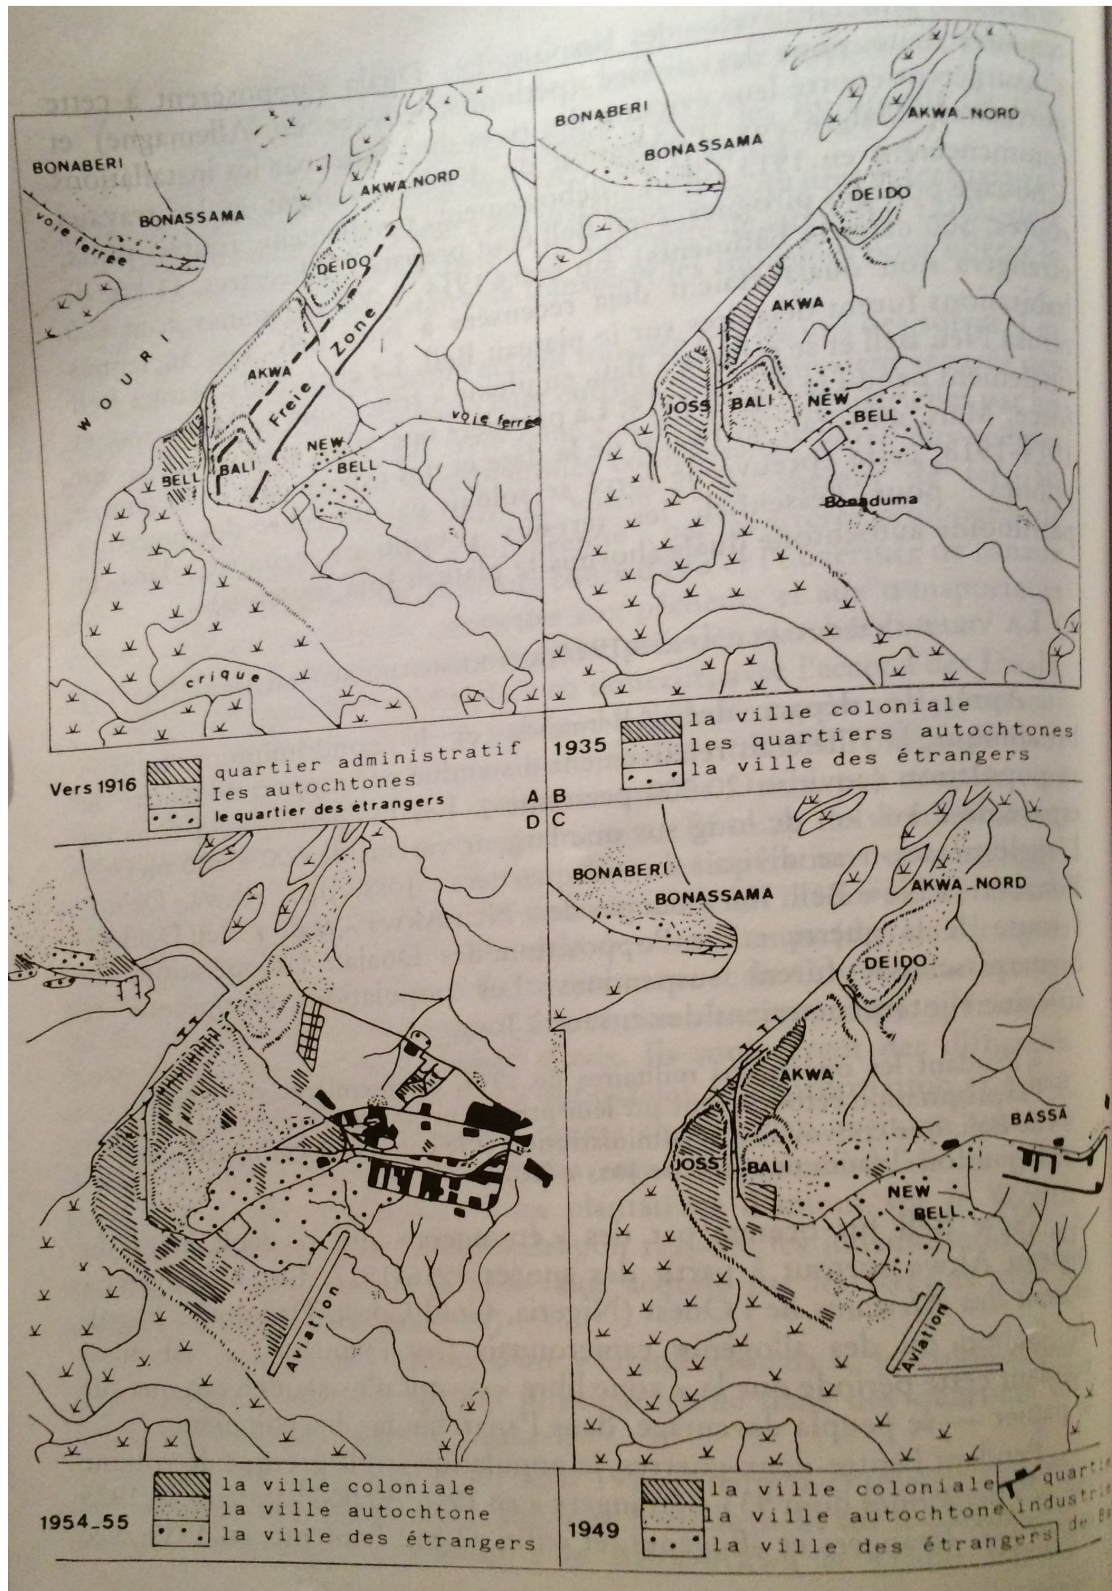 BONABERI
BONASSAMA
voie ferrée
WOURI
AKWA-NORD
DEIDO
AKWA
Freie Zone
voie ferrée
NEW
BELL
BALI
BELL
crique
Vers 1916
quartier administratif
les autochtones
le quartier des étrangers
A
BONABERI
BONASSAMA
AKWA-NORD
DEIDO
AKWA
JOSS
BALI
NEW
BELL
Bonaduma
1935
la ville coloniale
les quartiers autochtones
la ville des étrangers
B
D
Aviation
1954-55
la ville coloniale
la ville autochtone
la ville des étrangers
C
BONABERI
BONASSAMA
AKWA-NORD
DEIDO
AKWA
BASSA
JOSS
BALI
NEW
BELL
Aviation
1949
la ville coloniale
la ville autochtone
la ville des étrangers